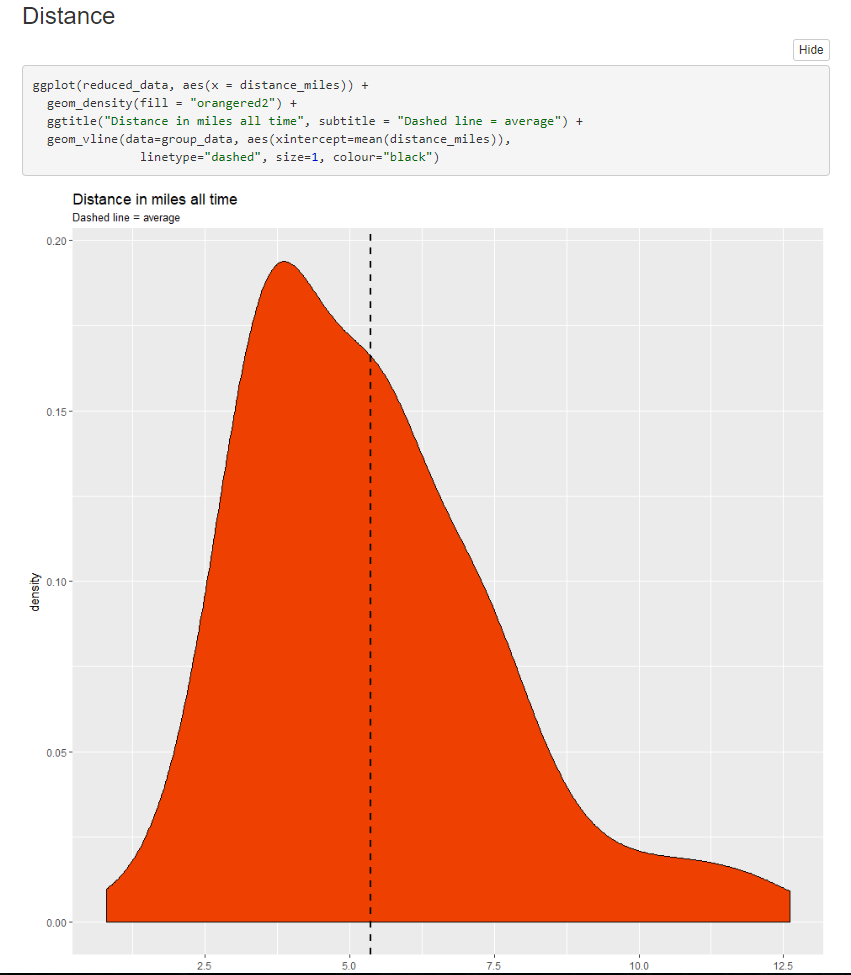 Distance
Hide
ggplot(reduced_data, aes(x = distance_miles)) +
  geom_density(fill = "orangered2") +
  ggtitle("Distance in miles all time", subtitle = "Dashed line = average") +
  geom_vline(data=group_data, aes(xintercept=mean(distance_miles)),
              linetype="dashed", size=1, colour="black")
Distance in miles all time
Dashed line = average
0.20
0.15
0.10
density
0.05
0.00
2.5 5.0 7.5 10.0 12.5